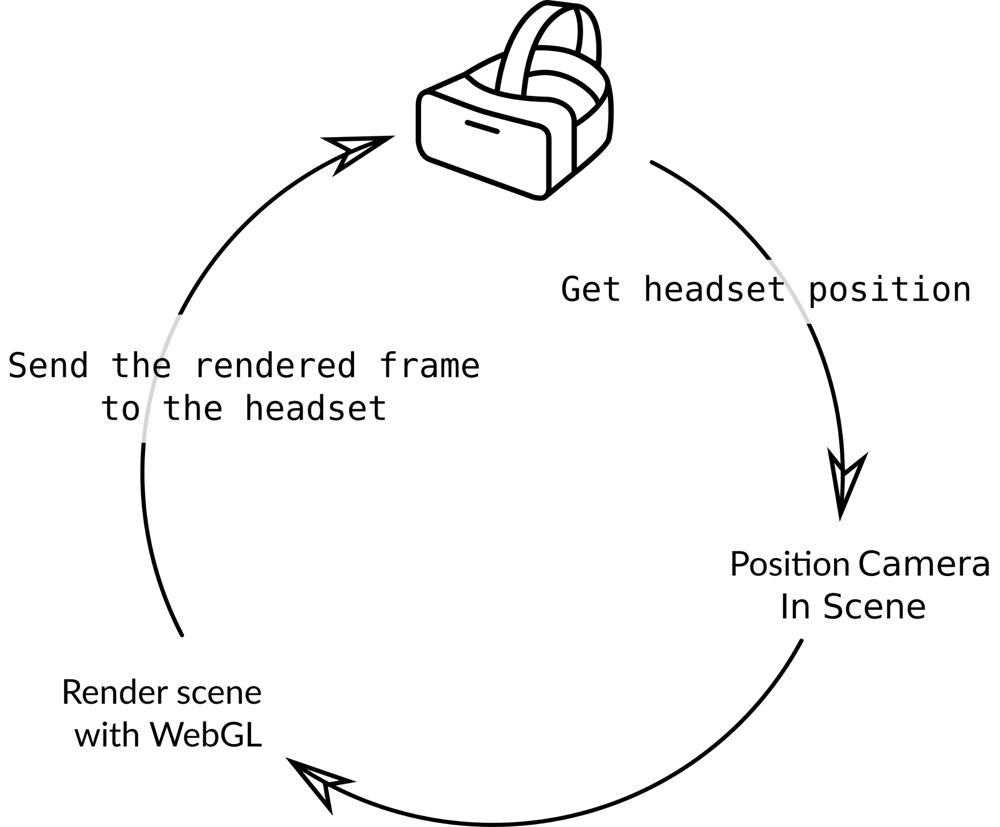 Get headset position
Send the rendered frame
to the headset
Position Camera
In Scene
Render scene
with WebGL